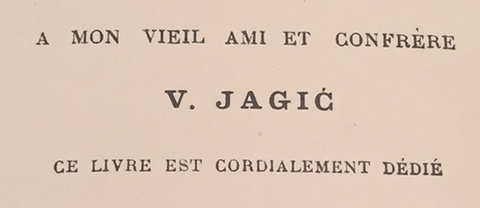 A MON VIEIL AMI ET CONFRÈRE
V. JAGIĆ
CE LIVRE EST CORDIALEMENT DÉDIÉ